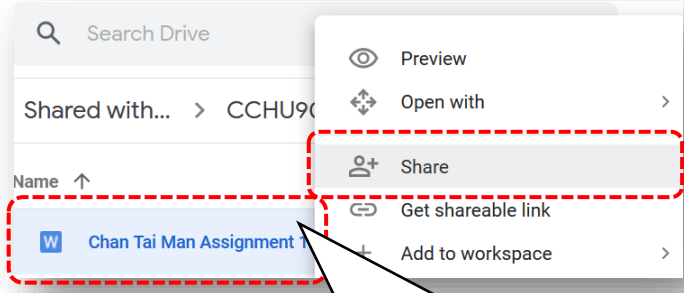 Search Drive
Shared with... > CCHU90
Name ↑
W Chan Tai Man Assignment 1
Preview
Open with >
Share
Get shareable link
Add to workspace >